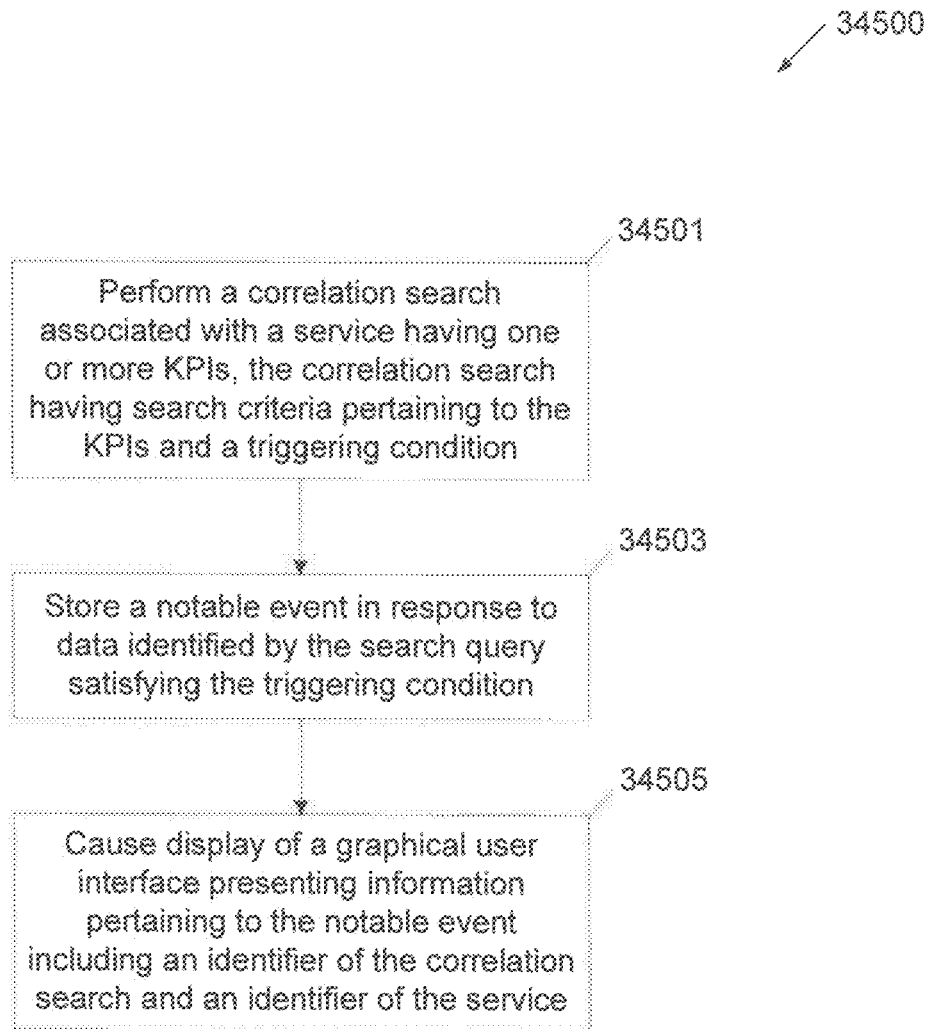 34500
34501
Perform a correlation search
associated with a service having one
or more KPIs, the correlation search
having search criteria pertaining to the
KPIs and a triggering condition
34503
Store a notable event in response to
data identified by the search query
satisfying the triggering condition
34505
Cause display of a graphical user
interface presenting information
pertaining to the notable event
including an identifier of the correlation
search and an identifier of the service